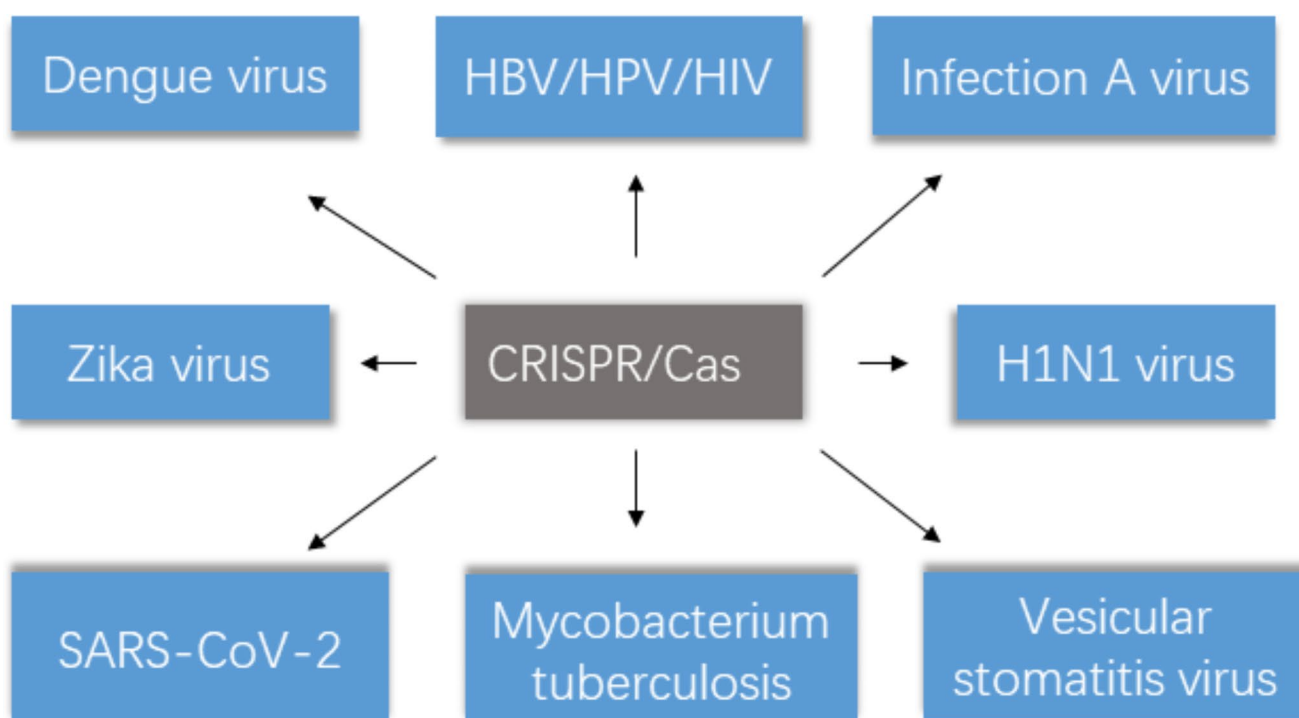 Dengue virus
HBV/HPV/HIV
Infection A virus
Zika virus
CRISPR/Cas
H1N1 virus
SARS-CoV-2
Mycobacterium
tuberculosis
Vesicular
stomatitis virus